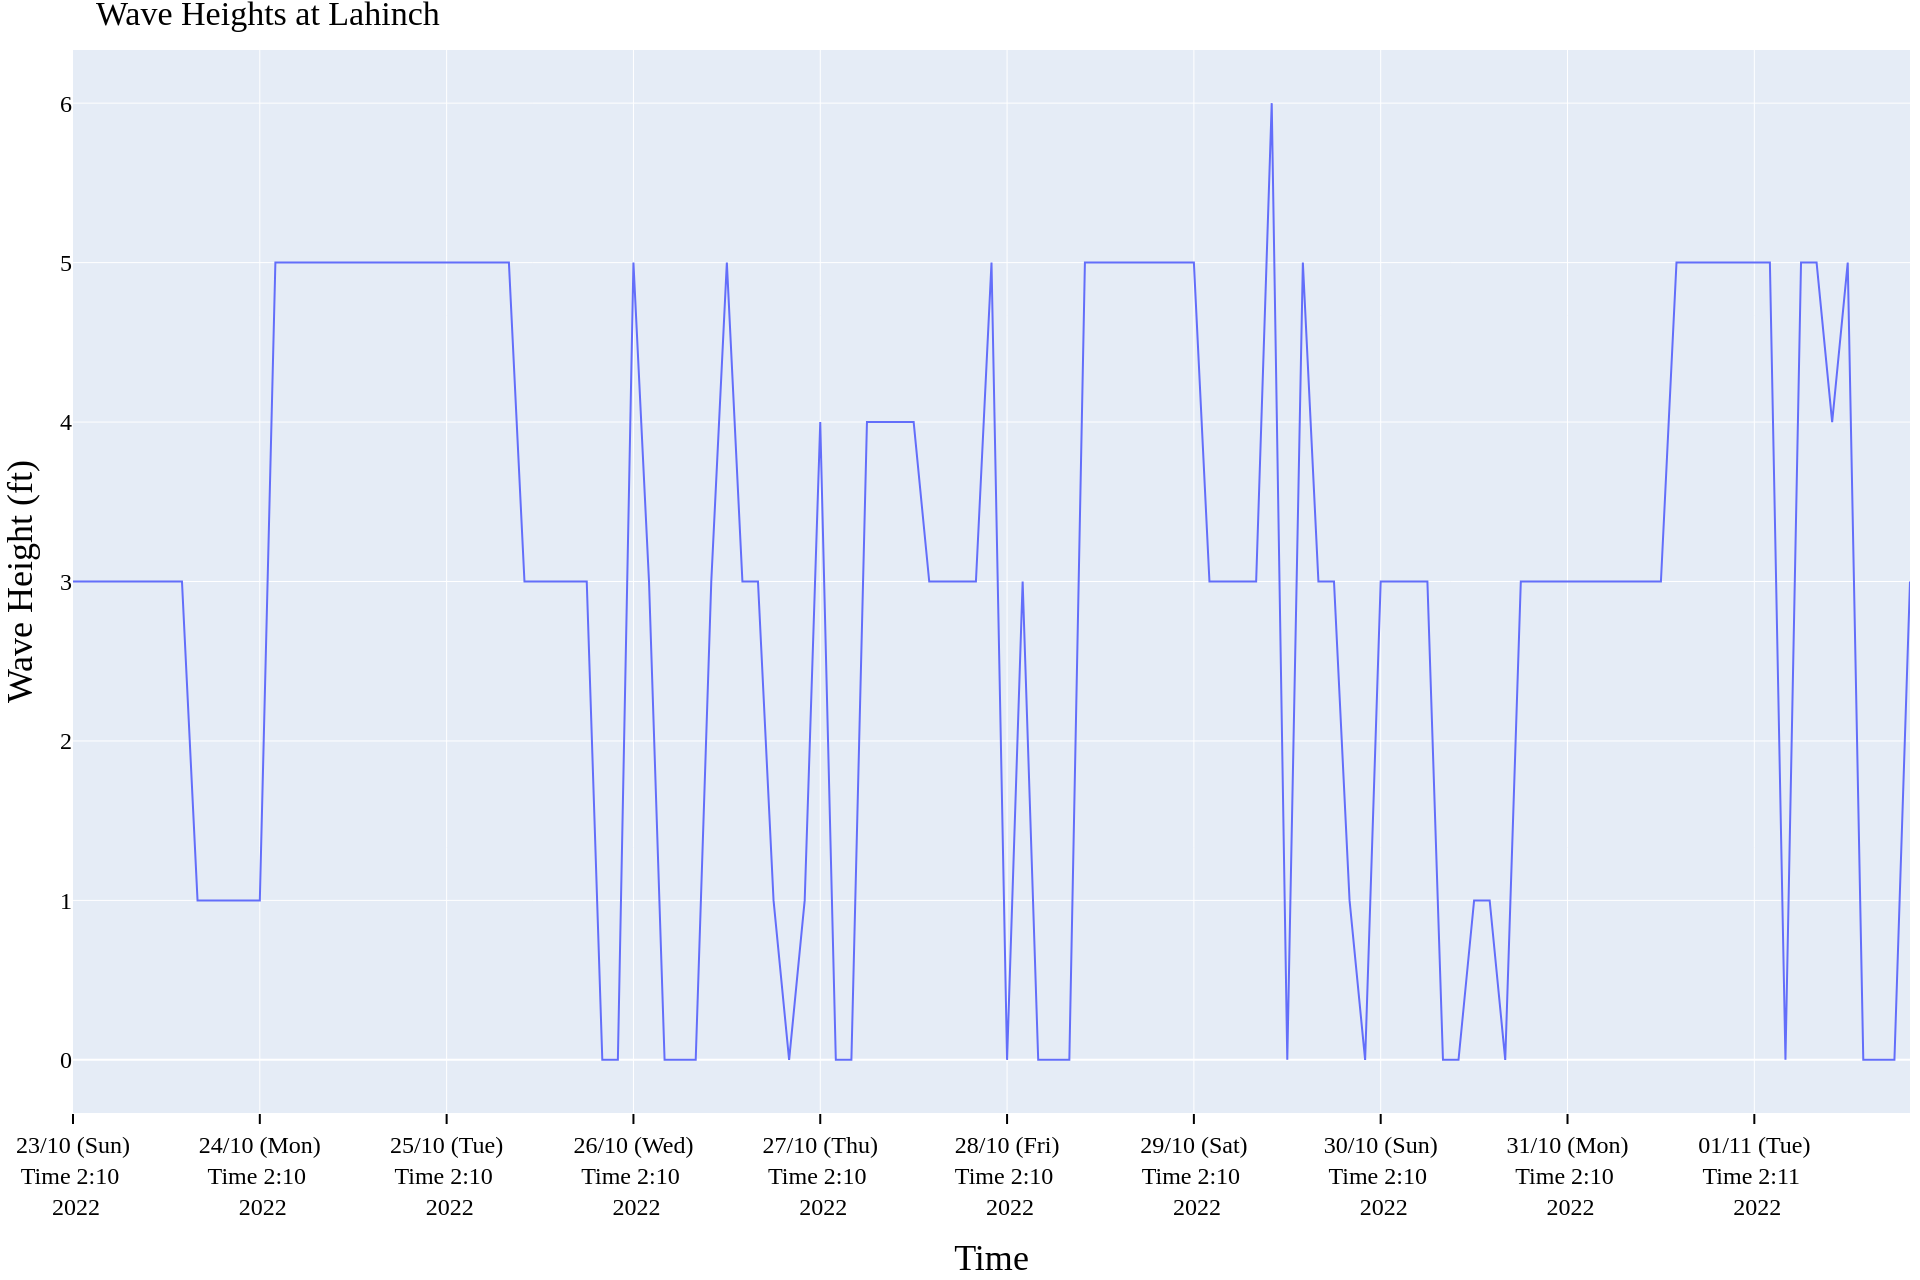 Wave Heights at Lahinch
6
5
4
3
2
1
0
Wave Height (ft)
23/10 (Sun) 24/10 (Mon) 25/10 (Tue) 26/10 (Wed) 27/10 (Thu) 28/10 (Fri) 29/10 (Sat) 30/10 (Sun) 31/10 (Mon) 01/11 (Tue)
Time 2:10 Time 2:10 Time 2:10 Time 2:10 Time 2:10 Time 2:10 Time 2:10 Time 2:10 Time 2:10 Time 2:11
2022 2022 2022 2022 2022 2022 2022 2022 2022 2022
Time